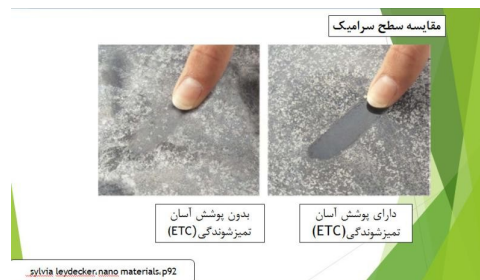 مقایسه سطح سرامیک
دارای پوشش آسان
تمیزشوندگی(ETC)
بدون پوشش آسان
تمیزشوندگی(ETC)
sylvia leydecker.nano materials.p92